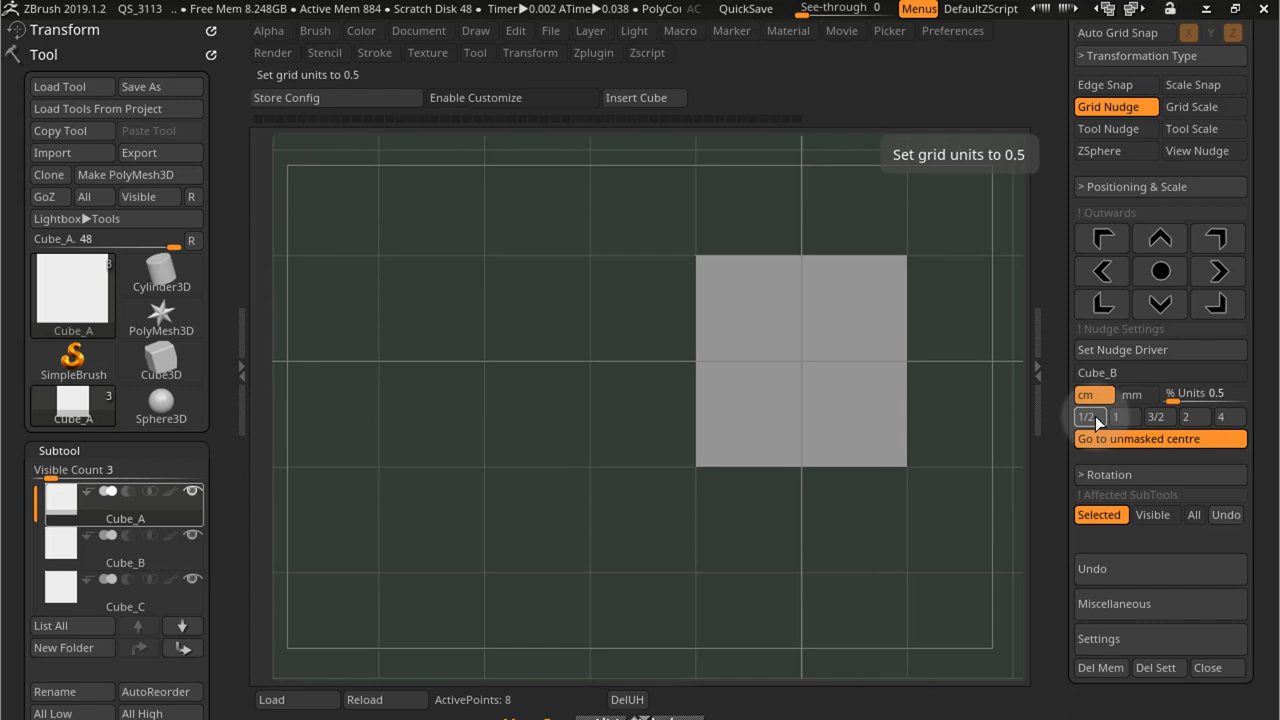 ZBrush 2019.1.2 QS_3113 .. • Free Mem 8.248GB • Active Mem 884 • Scratch Disk 48 • Timer▶0.002 ATime▶0.038 • PolyCo AC QuickSave See-through 0 Menus DefaultZScript
Transform
Tool
Load Tool Save As
Load Tools From Project
Copy Tool Paste Tool
Import Export
Clone Make PolyMesh3D
GoZ All Visible R
Lightbox▶Tools
Cube_A. 48 R
3
Cylinder3D
Cube_A PolyMesh3D
SimpleBrush Cube3D
3
Cube_A Sphere3D
Subtool
Visible Count 3
Cube_A
Cube_B
Cube_C
List All
New Folder
Rename AutoReorder
All Low All High
Alpha Brush Color Document Draw Edit File Layer Light Macro Marker Material Movie Picker Preferences
Render Stencil Stroke Texture Tool Transform Zplugin Zscript
Set grid units to 0.5
Store Config Enable Customize Insert Cube
Set grid units to 0.5
Load Reload ActivePoints: 8 DelUH
Auto Grid Snap X Y Z
> Transformation Type
Edge Snap Scale Snap
Grid Nudge Grid Scale
Tool Nudge Tool Scale
ZSphere View Nudge
> Positioning & Scale
! Outwards
! Nudge Settings
Set Nudge Driver
Cube_B
cm mm % Units 0.5
1/2 1 3/2 2 4
Go to unmasked centre
> Rotation
! Affected SubTools
Selected Visible All Undo
Undo
Miscellaneous
Settings
Del Mem Del Sett Close